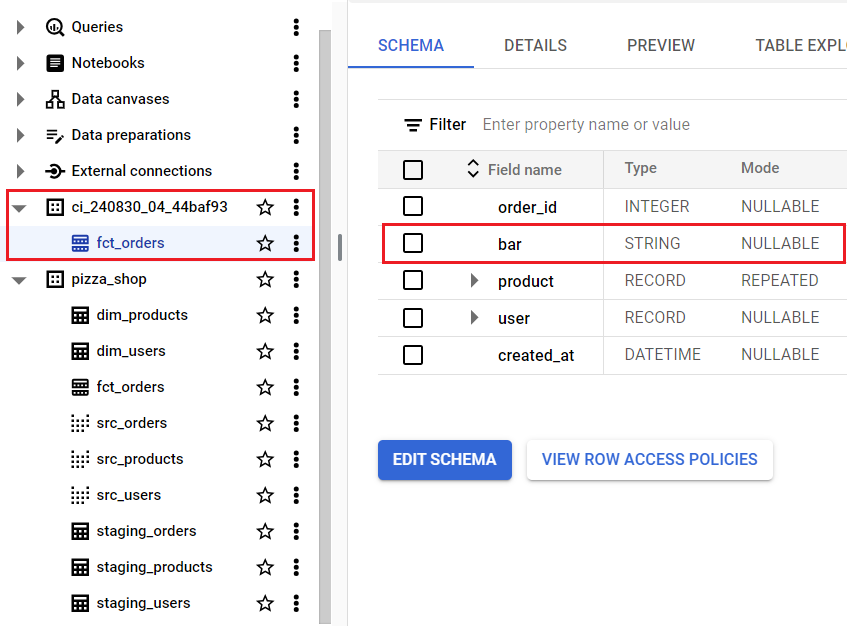 Queries
Notebooks
Data canvases
Data preparations
External connections
ci_240830_04_44baf93
fct_orders
pizza_shop
dim_products
dim_users
fct_orders
src_orders
src_products
src_users
staging_orders
staging_products
staging_users
SCHEMA DETAILS PREVIEW TABLE EXPL
Filter Enter property name or value
Field name Type Mode
order_id INTEGER NULLABLE
bar STRING NULLABLE
product RECORD REPEATED
user RECORD NULLABLE
created_at DATETIME NULLABLE
EDIT SCHEMA VIEW ROW ACCESS POLICIES